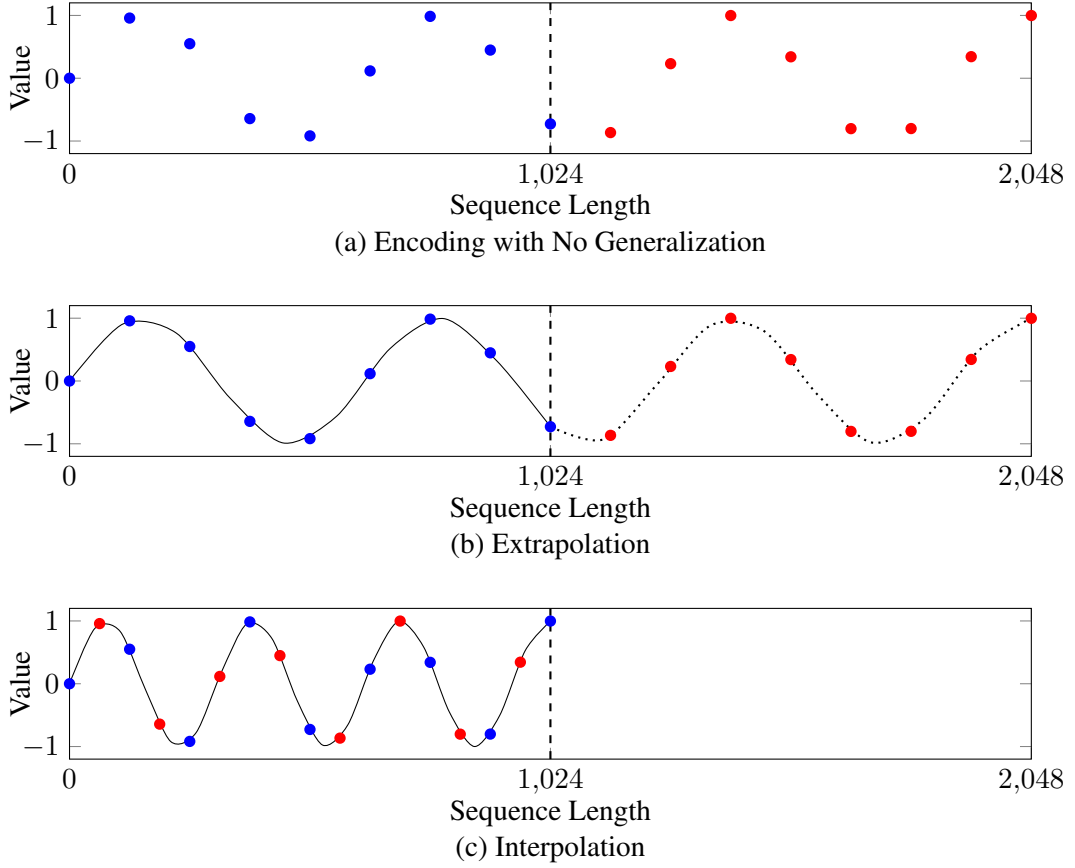 1
0
−1
Value
0 1,024 2,048
Sequence Length
(a) Encoding with No Generalization
1
0
−1
Value
0 1,024 2,048
Sequence Length
(b) Extrapolation
1
0
−1
Value
0 1,024 2,048
Sequence Length
(c) Interpolation